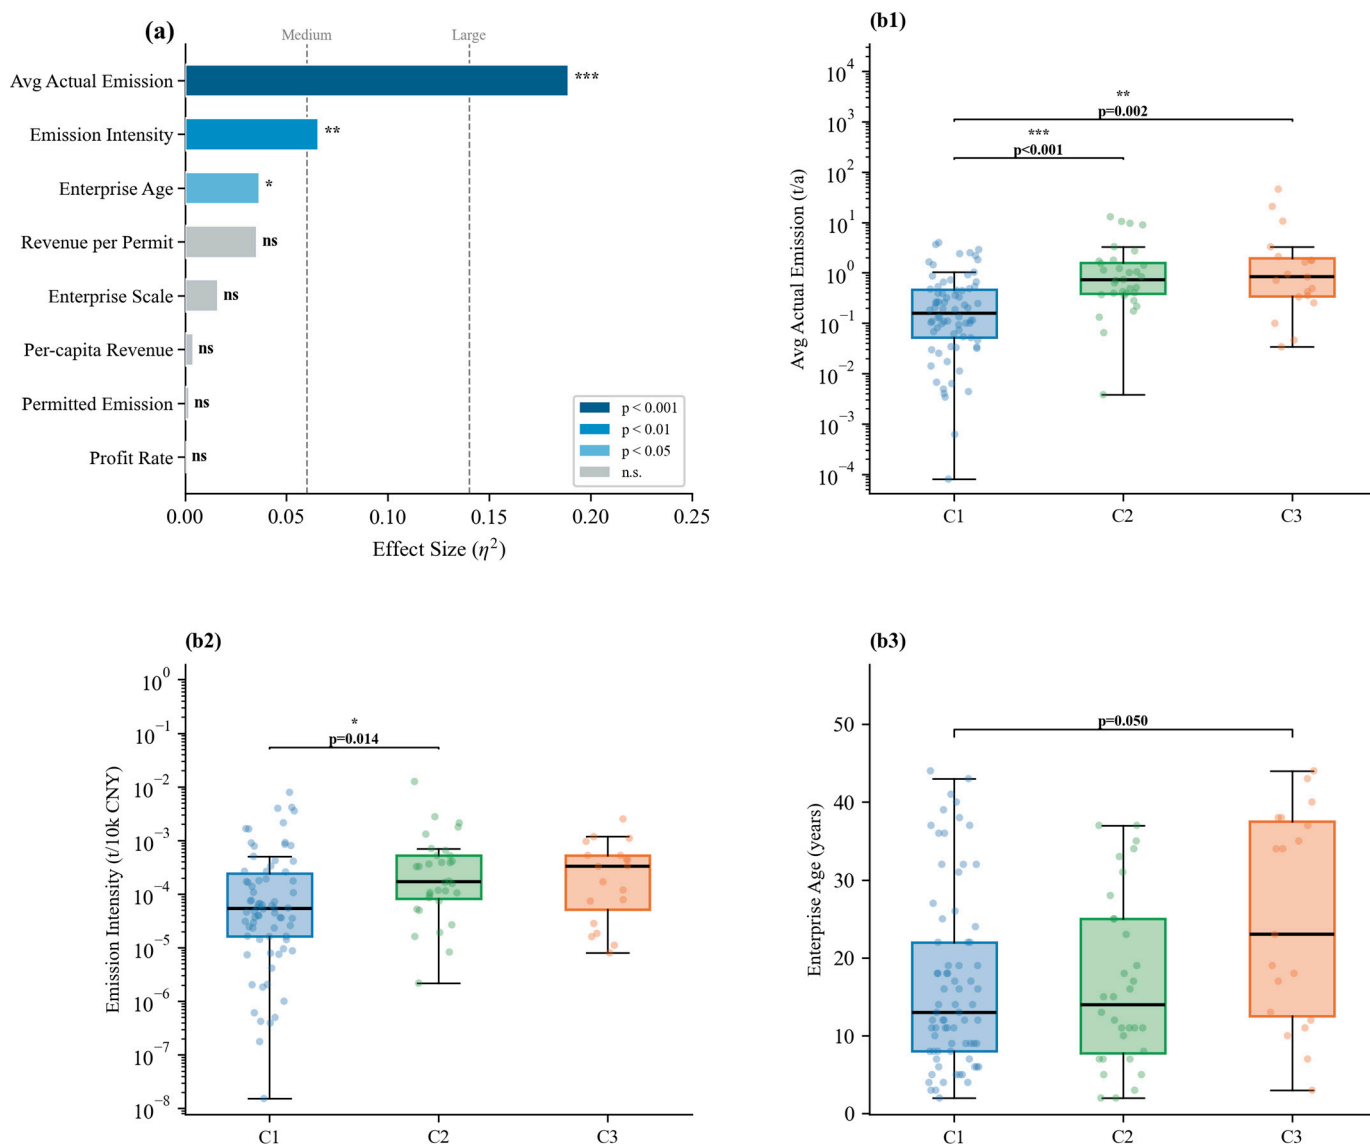 (a)
Medium
Large
Avg Actual Emission
***
Emission Intensity
**
Enterprise Age
*
Revenue per Permit
ns
Enterprise Scale
ns
Per-capita Revenue
ns
Permitted Emission
ns
Profit Rate
ns
p < 0.001
p < 0.01
p < 0.05
n.s.
0.00
0.05
0.10
0.15
0.20
0.25
Effect Size (η²)
(b1)
Avg Actual Emission (t/a)
10⁴
10³
10²
10¹
10⁰
10⁻¹
10⁻²
10⁻³
10⁻⁴
**
p=0.002
***
p<0.001
C1
C2
C3
(b2)
Emission Intensity (t/10k CNY)
10⁰
10⁻¹
10⁻²
10⁻³
10⁻⁴
10⁻⁵
10⁻⁶
10⁻⁷
10⁻⁸
*
p=0.014
C1
C2
C3
(b3)
Enterprise Age (years)
50
40
30
20
10
0
p=0.050
C1
C2
C3